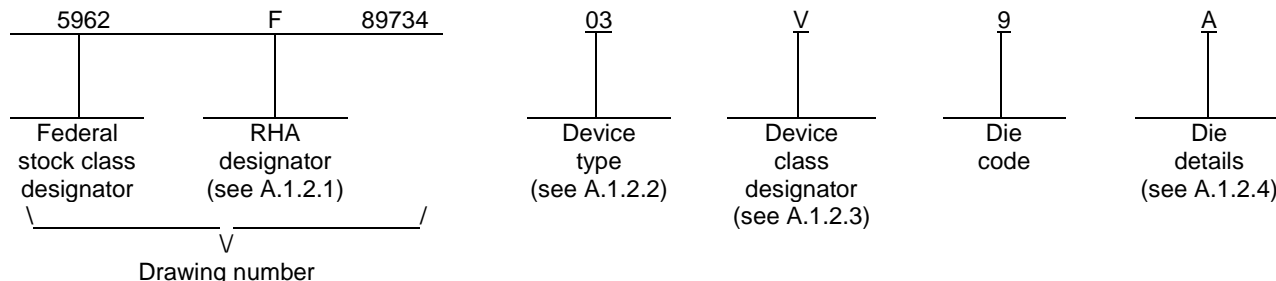 5962 F 89734 03 V 9 A
Federal RHA Device Device Die Die
stock class designator type class code details
designator (see A.1.2.1) (see A.1.2.2) designator (see A.1.2.4)
(see A.1.2.3)
\ /
\/
Drawing number